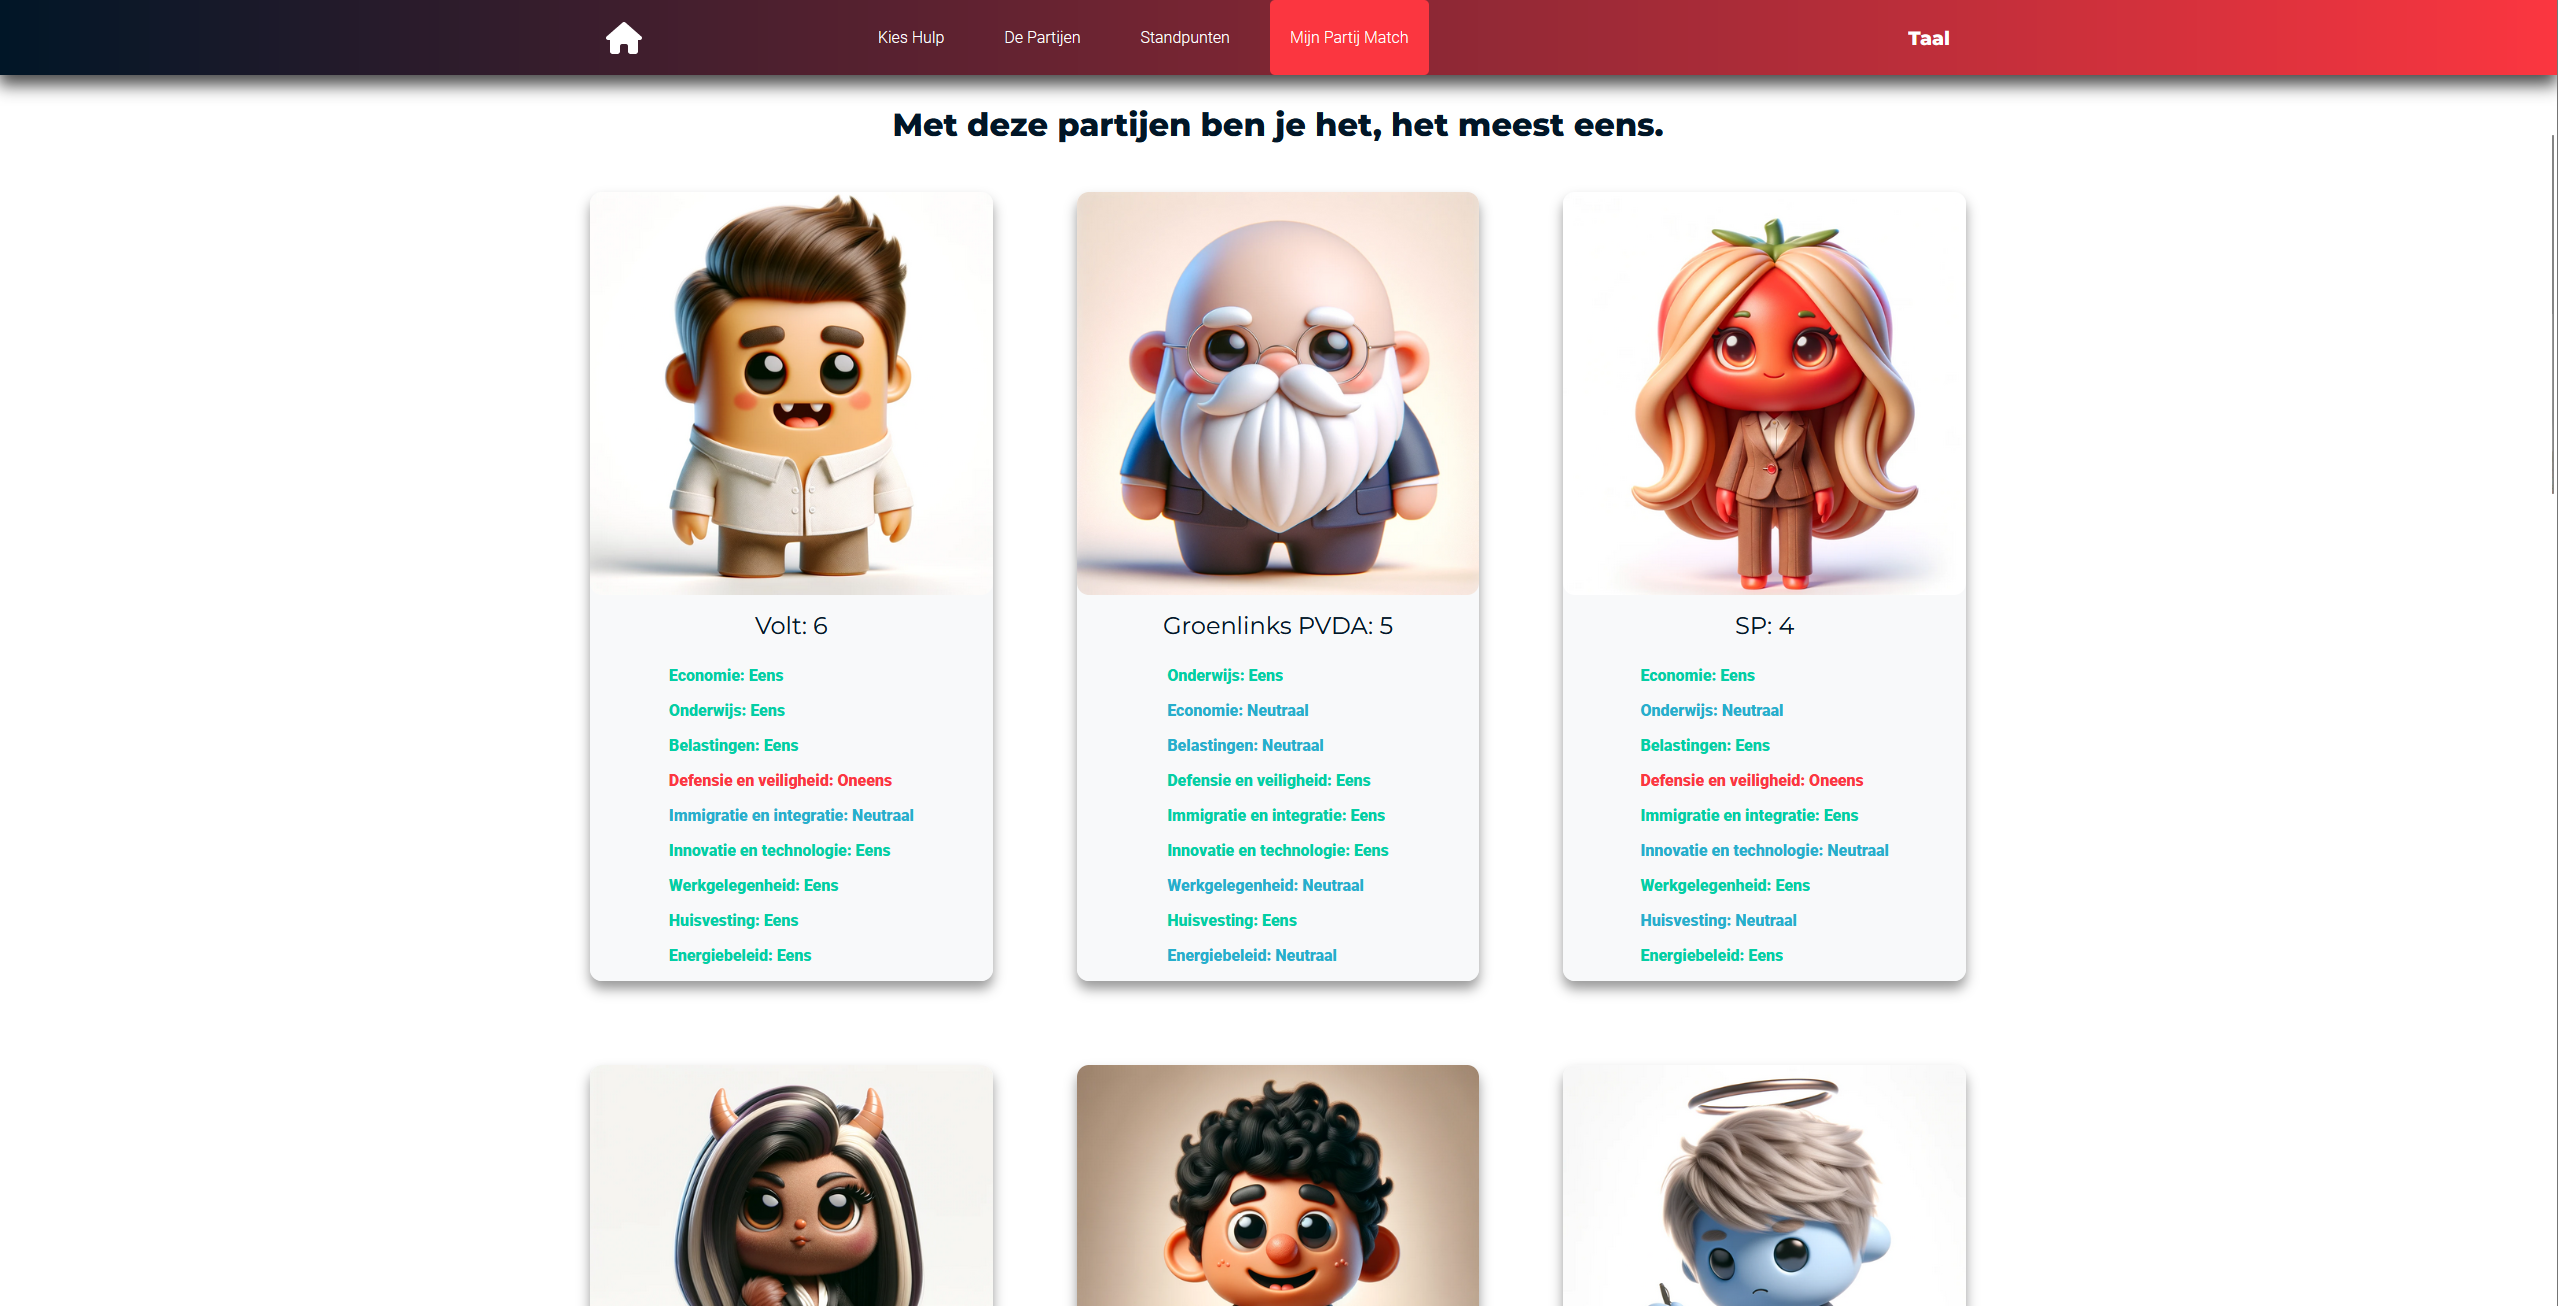 Kies Hulp
De Partijen
Standpunten
Mijn Partij Match
Taal
Met deze partijen ben je het, het meest eens.
Volt: 6
Economie: Eens
Onderwijs: Eens
Belastingen: Eens
Defensie en veiligheid: Oneens
Immigratie en integratie: Neutraal
Innovatie en technologie: Eens
Werkgelegenheid: Eens
Huisvesting: Eens
Energiebeleid: Eens
Groenlinks PVDA: 5
Onderwijs: Eens
Economie: Neutraal
Belastingen: Neutraal
Defensie en veiligheid: Eens
Immigratie en integratie: Eens
Innovatie en technologie: Eens
Werkgelegenheid: Neutraal
Huisvesting: Eens
Energiebeleid: Neutraal
SP: 4
Economie: Eens
Onderwijs: Neutraal
Belastingen: Eens
Defensie en veiligheid: Oneens
Immigratie en integratie: Eens
Innovatie en technologie: Neutraal
Werkgelegenheid: Eens
Huisvesting: Neutraal
Energiebeleid: Eens